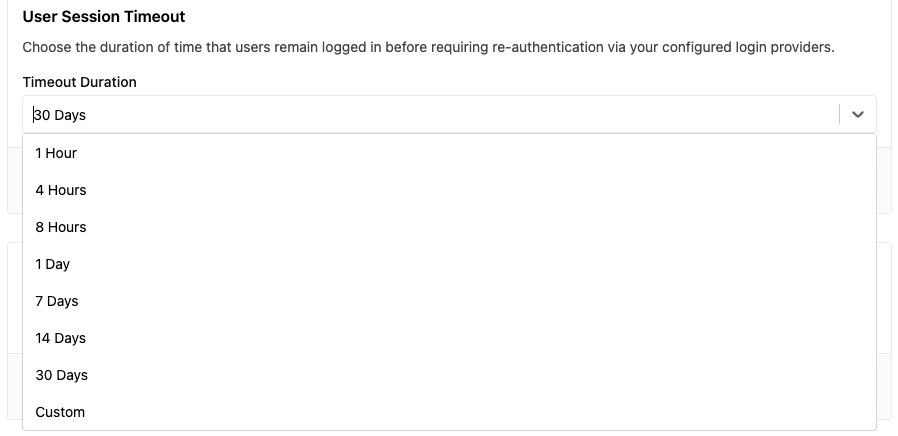 User Session Timeout
Choose the duration of time that users remain logged in before requiring re-authentication via your configured login providers.
Timeout Duration
30 Days
1 Hour
4 Hours
8 Hours
1 Day
7 Days
14 Days
30 Days
Custom